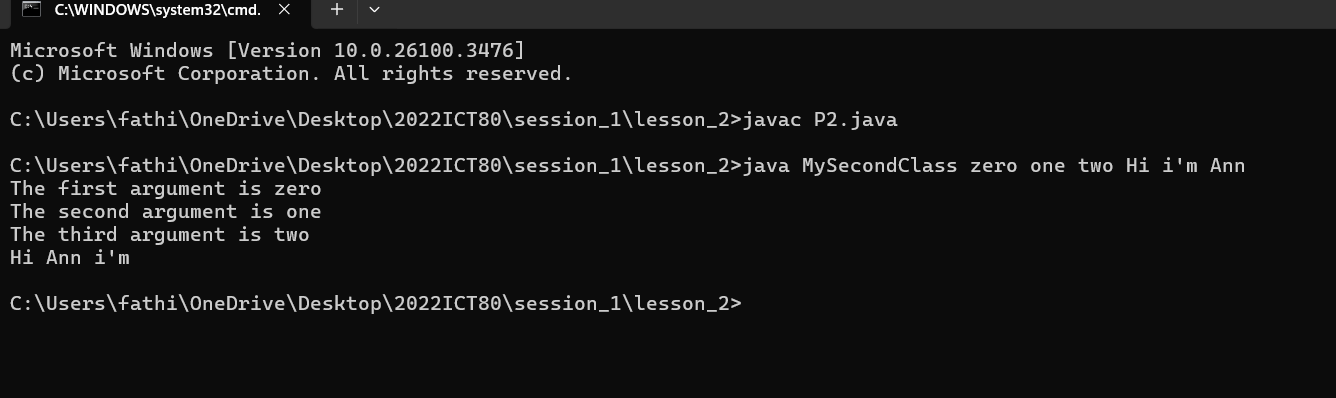 C:\WINDOWS\system32\cmd.
Microsoft Windows [Version 10.0.26100.3476]
(c) Microsoft Corporation. All rights reserved.
C:\Users\fathi\OneDrive\Desktop\2022ICT80\session_1\lesson_2>javac P2.java
C:\Users\fathi\OneDrive\Desktop\2022ICT80\session_1\lesson_2>java MySecondClass zero one two Hi i'm Ann
The first argument is zero
The second argument is one
The third argument is two
Hi Ann i'm
C:\Users\fathi\OneDrive\Desktop\2022ICT80\session_1\lesson_2>